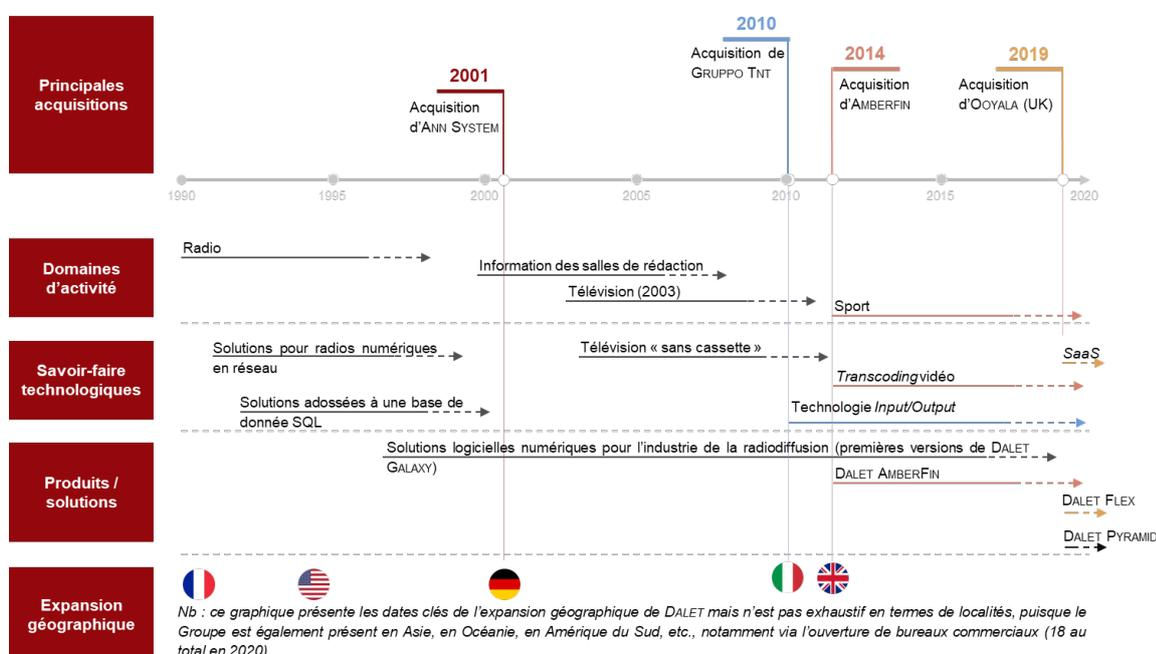 Principales
acquisitions
2001
Acquisition
d'ANN SYSTEM
2010
Acquisition de
GRUPPO TNT
2014
Acquisition
d'AMBERFIN
2019
Acquisition
d'OOYALA (UK)
1990
1995
2000
2005
2010
2015
2020
Domaines
d'activité
Radio
Information des salles de rédaction
Télévision (2003)
Sport
Savoir-faire
technologiques
Solutions pour radios numériques
en réseau
Télévision « sans cassette »
SaaS
Transcoding vidéo
Solutions adossées à une base de
donnée SQL
Technologie Input/Output
Produits /
solutions
Solutions logicielles numériques pour l'industrie de la radiodiffusion (premières versions de DALET
GALAXY)
DALET AMBERFIN
DALET FLEX
DALET PYRAMID
Expansion
géographique
Nb : ce graphique présente les dates clés de l'expansion géographique de DALET mais n'est pas exhaustif en termes de localités, puisque le
Groupe est également présent en Asie, en Océanie, en Amérique du Sud, etc., notamment via l'ouverture de bureaux commerciaux (18 au
total en 2020)